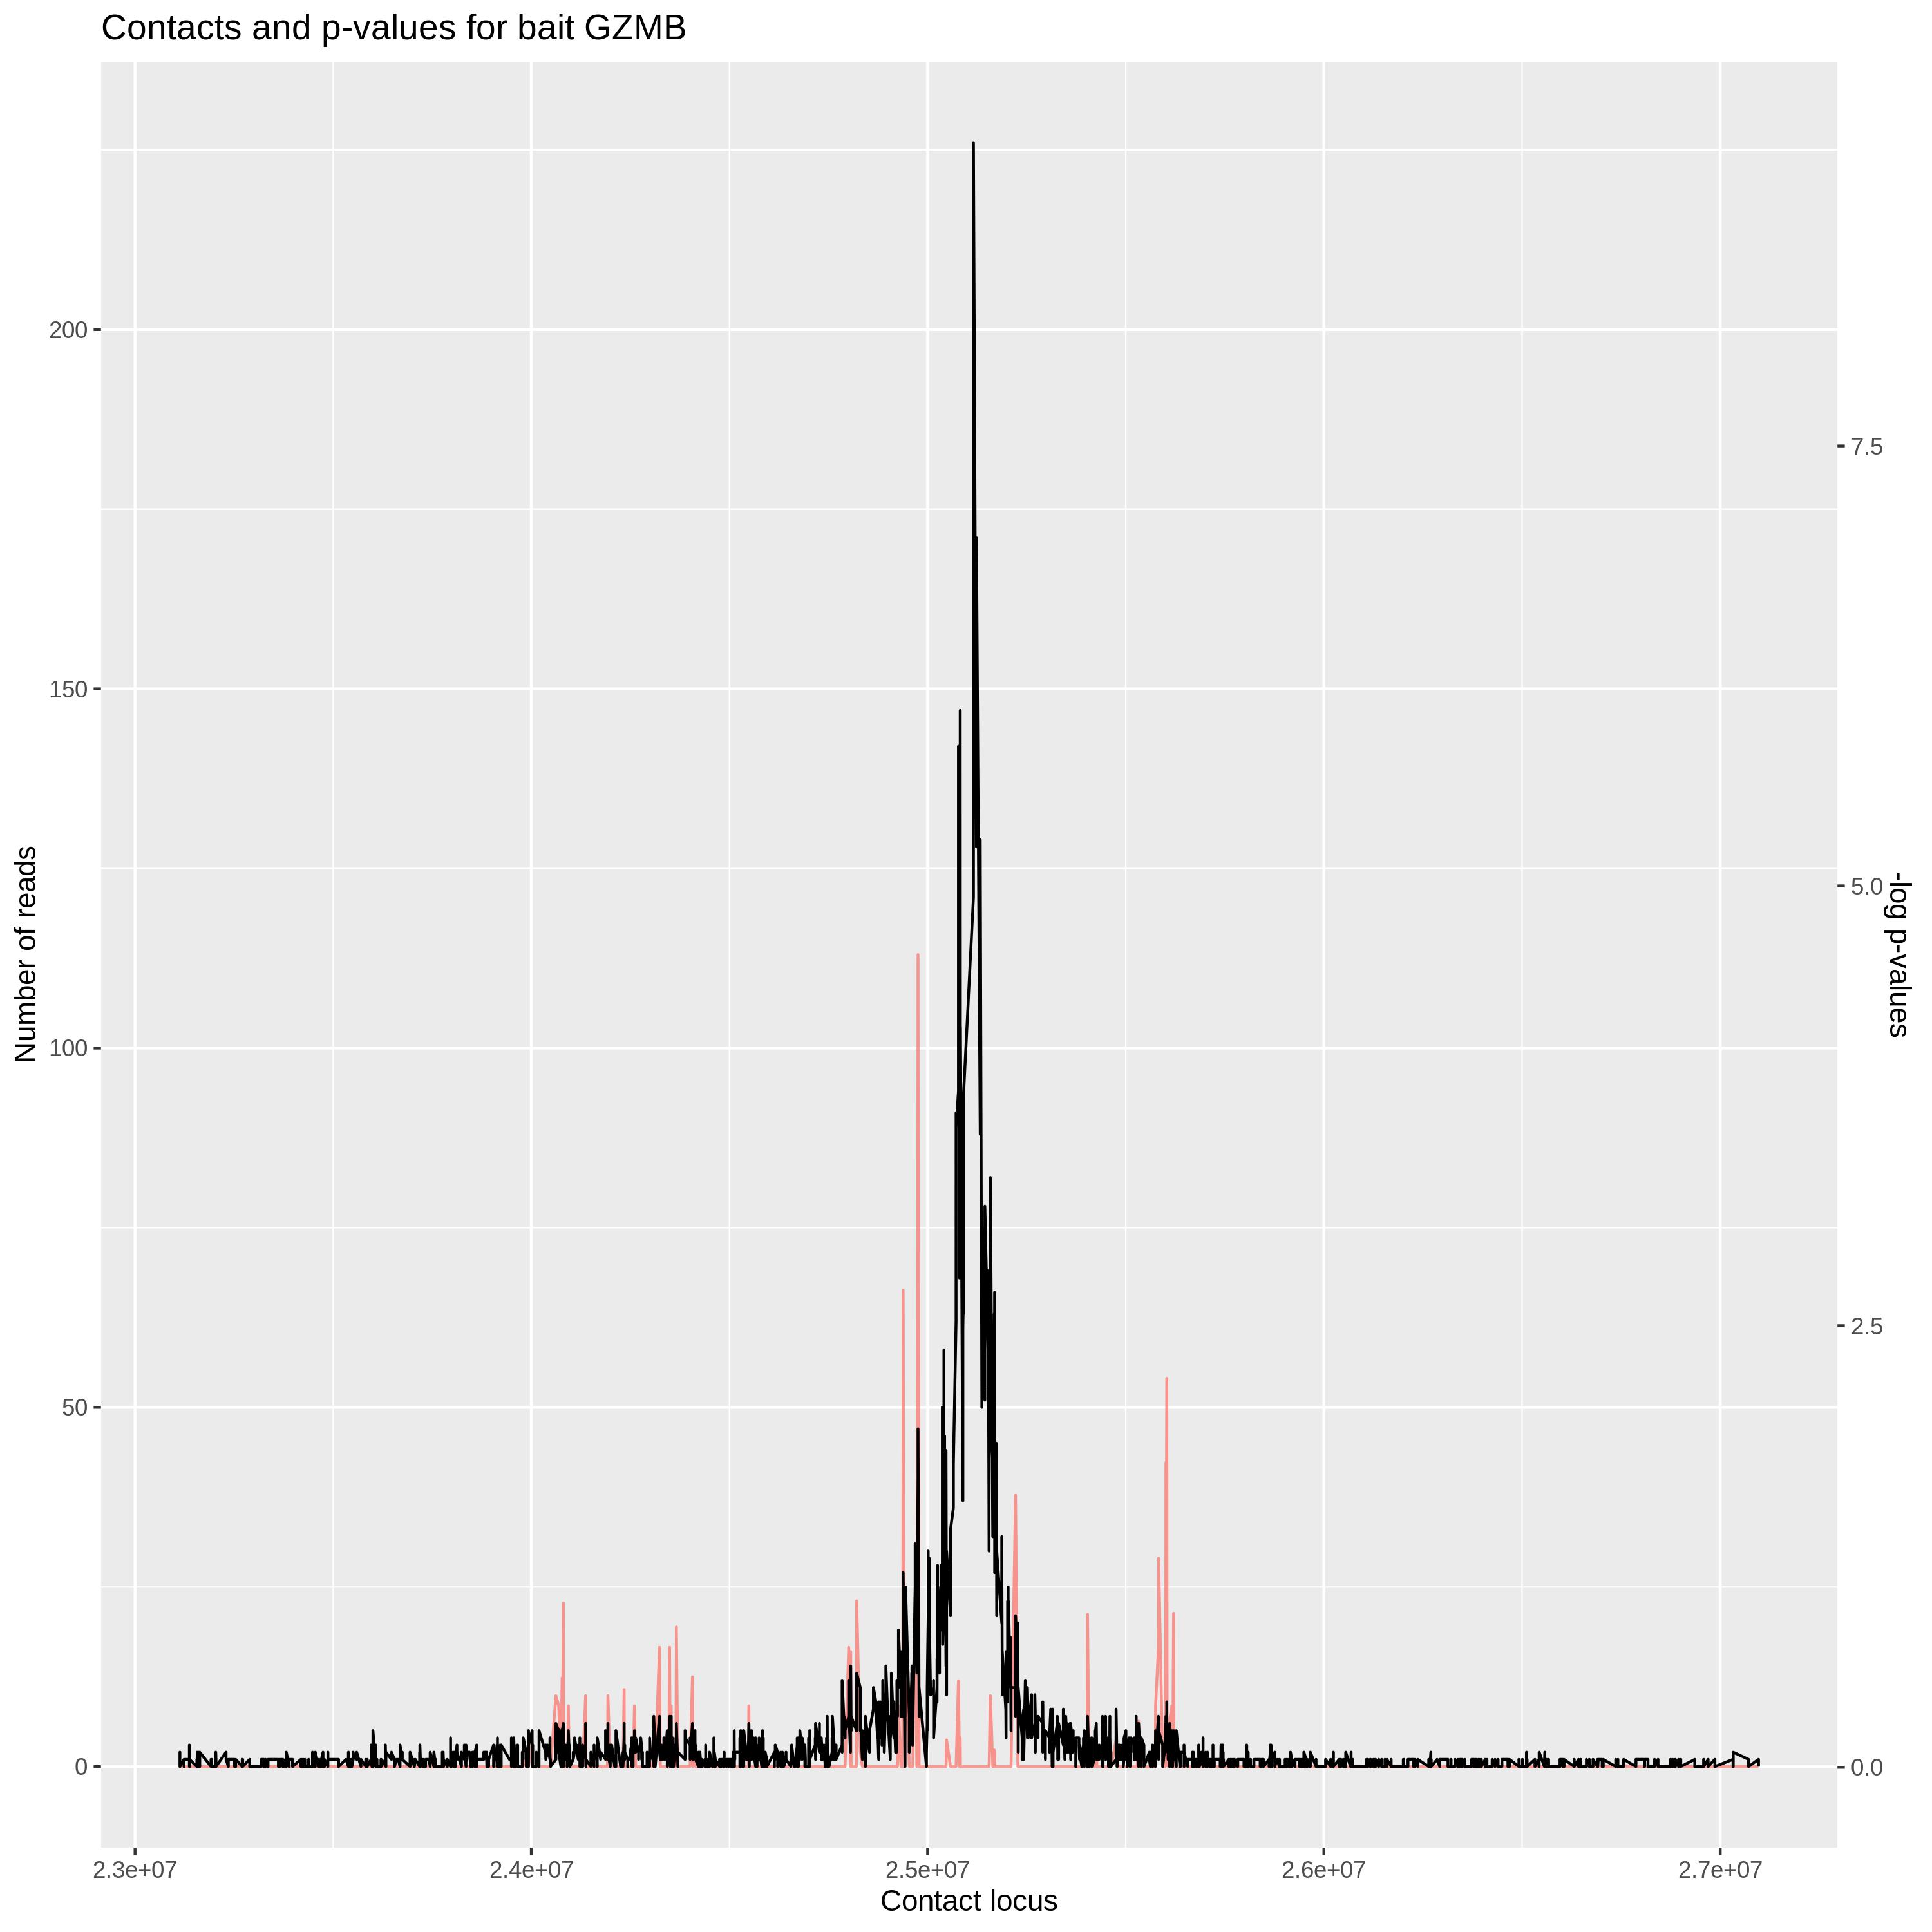 Contacts and p-values for bait GZMB
200
150
100
50
0
Number of reads
7.5
5.0
2.5
0.0
-log p-values
2.3e+07
2.4e+07
2.5e+07
2.6e+07
2.7e+07
Contact locus